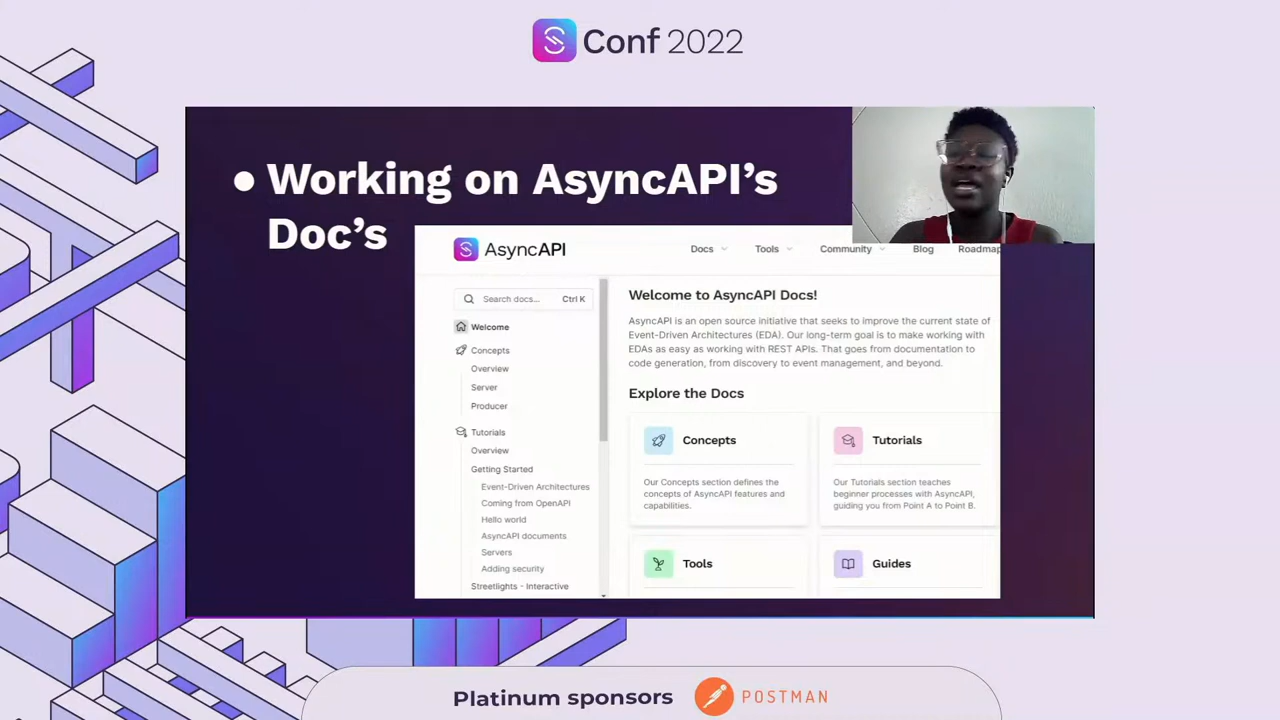 Conf 2022
• Working on AsyncAPI's
Doc's
AsyncAPI
Docs
Tools
Community
Blog
Roadmap
Search docs...
Ctrl K
Welcome
Concepts
Overview
Server
Producer
Tutorials
Overview
Getting Started
Event-Driven Architectures
Coming from OpenAPI
Hello world
AsyncAPI documents
Servers
Adding security
Streetlights - Interactive
Welcome to AsyncAPI Docs!
AsyncAPI is an open source initiative that seeks to improve the current state of
Event-Driven Architectures (EDA). Our long-term goal is to make working with
EDAs as easy as working with REST APIs. That goes from documentation to
code generation, from discovery to event management, and beyond.
Explore the Docs
Concepts
Our Concepts section defines the
concepts of AsyncAPI features and
capabilities.
Tutorials
Our Tutorials section teaches
beginner processes with AsyncAPI,
guiding you from Point A to Point B.
Tools
Guides
Platinum sponsors
POSTMAN